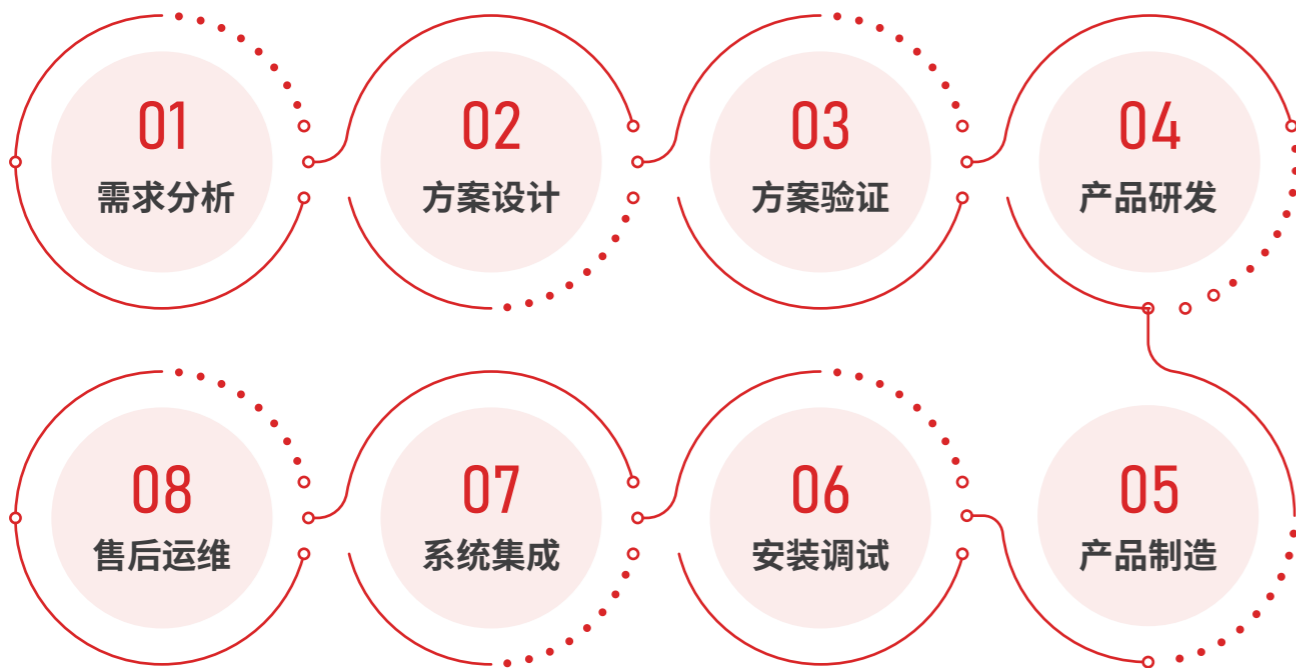 01
需求分析
02
方案设计
03
方案验证
04
产品研发
05
产品制造
06
安装调试
07
系统集成
08
售后运维